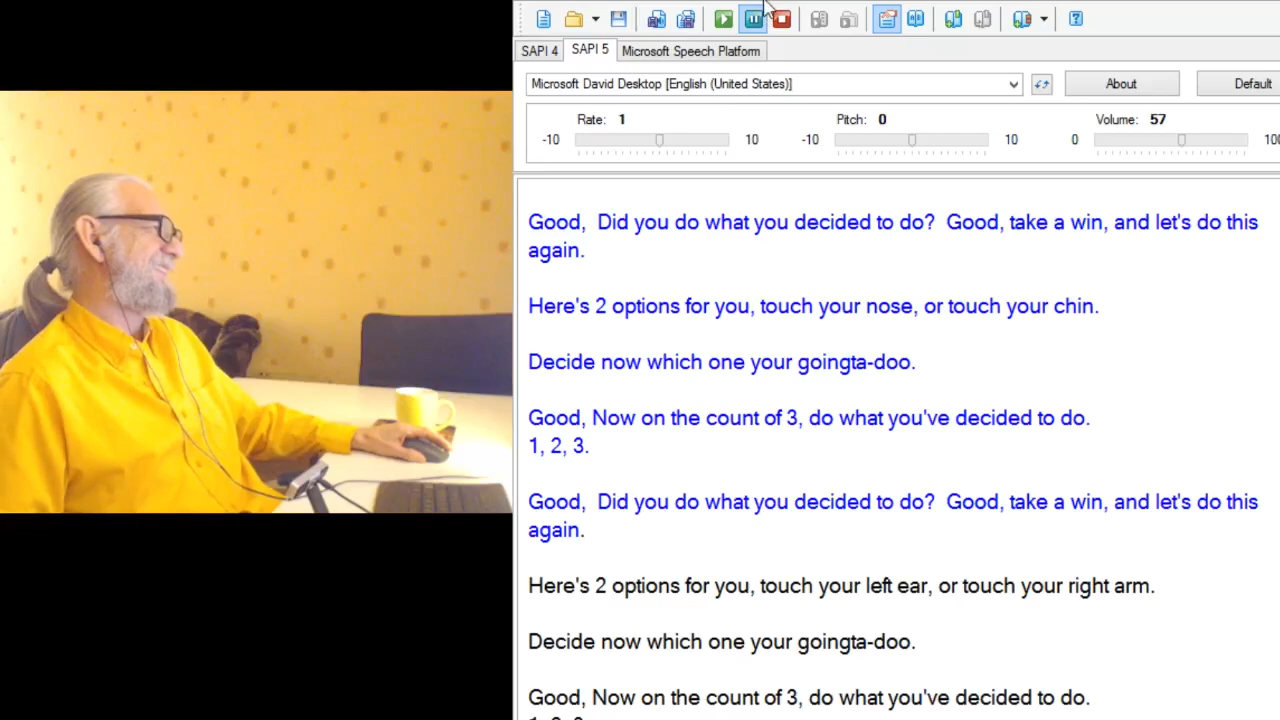 SAPI 4 SAPI 5 Microsoft Speech Platform
Microsoft David Desktop [English (United States)] About Default
Rate: 1 Pitch: 0 Volume: 57
-10 10 -10 10 0 100
Good,  Did you do what you decided to do?  Good, take a win, and let's do this
again.
Here's 2 options for you, touch your nose, or touch your chin.
Decide now which one your goingta-doo.
Good, Now on the count of 3, do what you've decided to do.
1, 2, 3.
Good,  Did you do what you decided to do?  Good, take a win, and let's do this
again.
Here's 2 options for you, touch your left ear, or touch your right arm.
Decide now which one your goingta-doo.
Good, Now on the count of 3, do what you've decided to do.